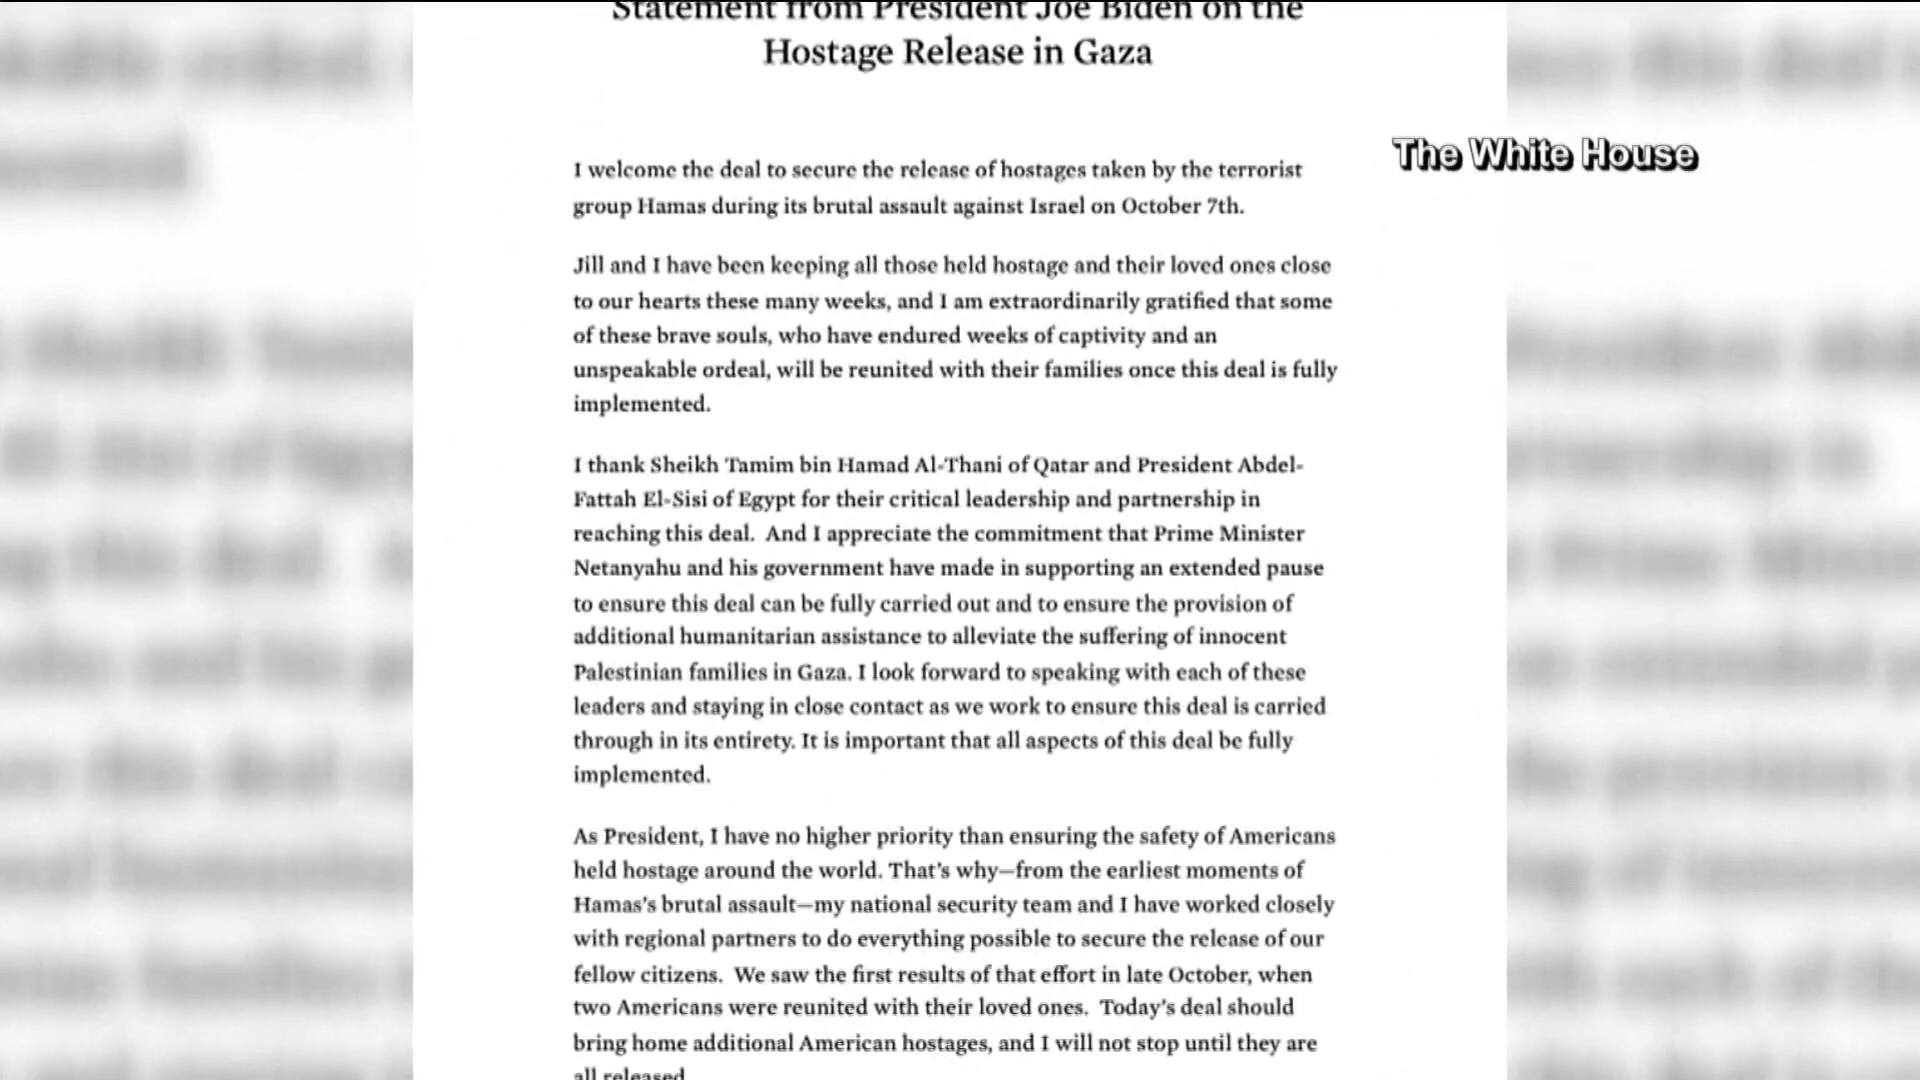 Statement from President Joe Biden on the
Hostage Release in Gaza
The White House
I welcome the deal to secure the release of hostages taken by the terrorist
group Hamas during its brutal assault against Israel on October 7th.
Jill and I have been keeping all those held hostage and their loved ones close
to our hearts these many weeks, and I am extraordinarily gratified that some
of these brave souls, who have endured weeks of captivity and an
unspeakable ordeal, will be reunited with their families once this deal is fully
implemented.
I thank Sheikh Tamim bin Hamad Al-Thani of Qatar and President Abdel-
Fattah El-Sisi of Egypt for their critical leadership and partnership in
reaching this deal.  And I appreciate the commitment that Prime Minister
Netanyahu and his government have made in supporting an extended pause
to ensure this deal can be fully carried out and to ensure the provision of
additional humanitarian assistance to alleviate the suffering of innocent
Palestinian families in Gaza. I look forward to speaking with each of these
leaders and staying in close contact as we work to ensure this deal is carried
through in its entirety. It is important that all aspects of this deal be fully
implemented.
As President, I have no higher priority than ensuring the safety of Americans
held hostage around the world. That's why—from the earliest moments of
Hamas's brutal assault—my national security team and I have worked closely
with regional partners to do everything possible to secure the release of our
fellow citizens.  We saw the first results of that effort in late October, when
two Americans were reunited with their loved ones.  Today's deal should
bring home additional American hostages, and I will not stop until they are
all released